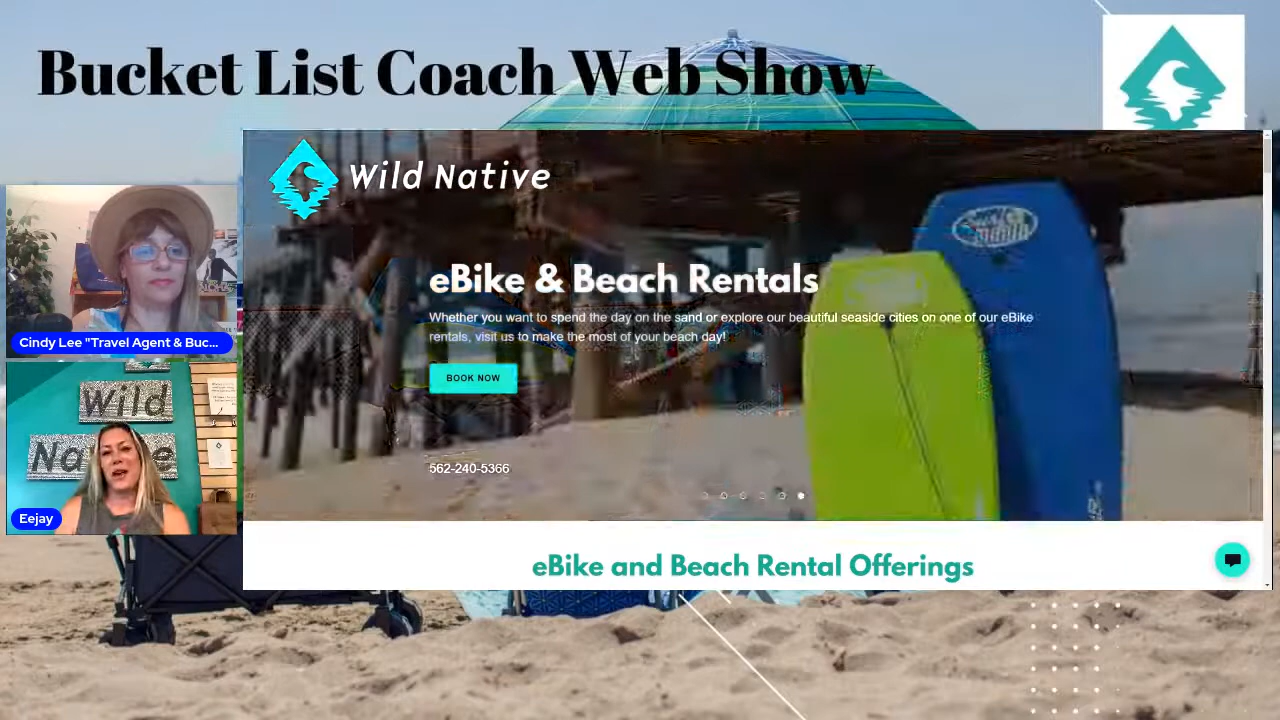 Bucket List Coach Web Show
Wild Native
eBike & Beach Rentals
Whether you want to spend the day on the sand or explore our beautiful seaside cities on one of our eBike
rentals, visit us to make the most of your beach day!
BOOK NOW
562-240-5366
eBike and Beach Rental Offerings
Cindy Lee "Travel Agent & Buc...
Wild
Eejay